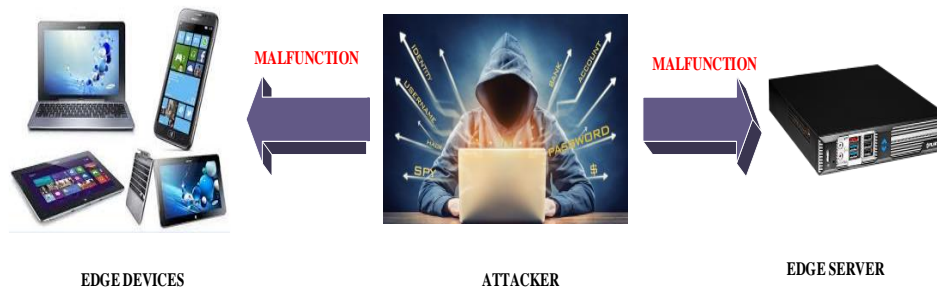 MALFUNCTION
MALFUNCTION
IDENTITY
USERNAME
HACK
SPY
BANK
ACCOUNT
PASSWORD
$
EDGE DEVICES
ATTACKER
EDGE SERVER